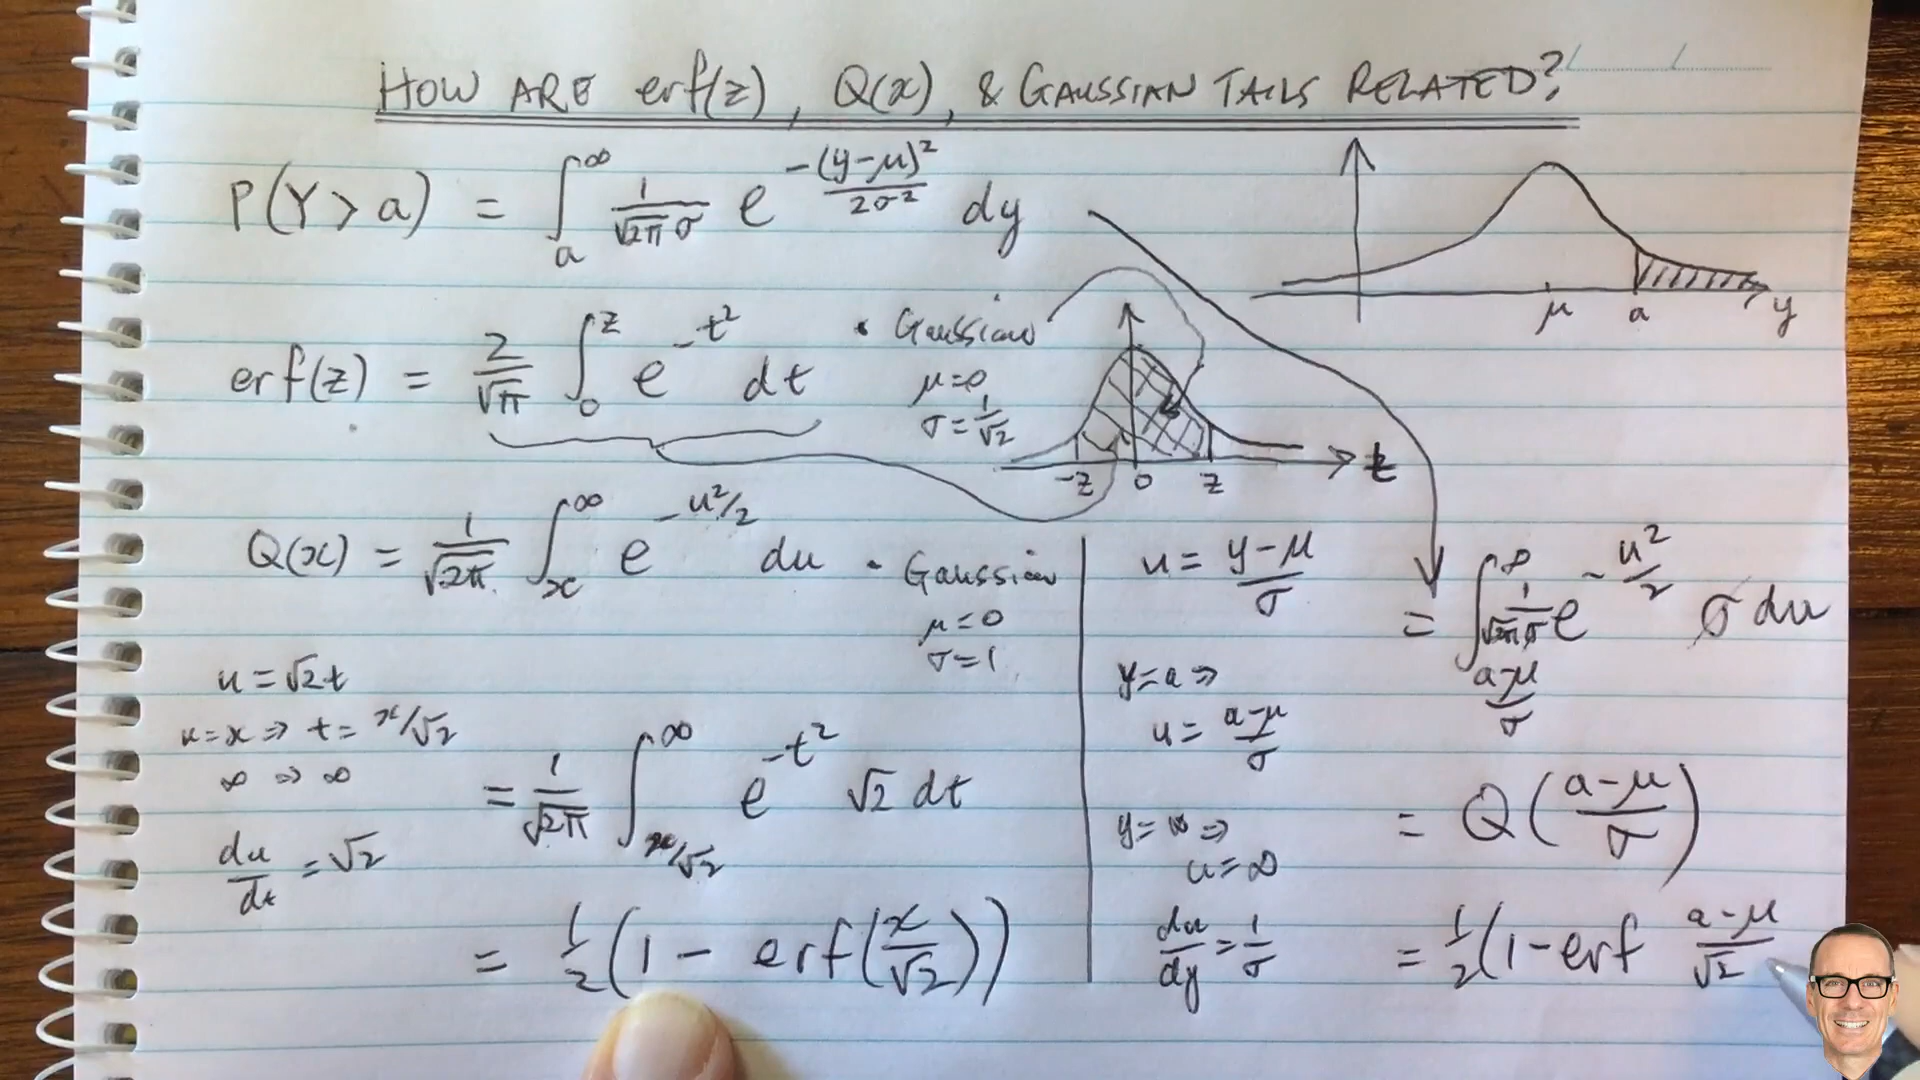 HOW ARE erf(z), Q(x), & GAUSSIAN TAILS RELATED?
P(Y > a) = ∫_a^∞ 1/(√2π σ) e^{-(y-μ)²/2σ²} dy
μ a y
erf(z) = 2/√π ∫_0^z e^{-t²} dt
• Gaussian
μ=0
σ=1/√2
-z 0 z t
Q(x) = 1/√2π ∫_x^∞ e^{-u²/2} du
• Gaussian
μ=0
σ=1
u = √2t
u=x ⇒ t = x/√2
∞ ⇒ ∞
du/dt = √2
= 1/√2π ∫_{x/√2}^∞ e^{-t²} √2 dt
= 1/2 (1 - erf(x/√2))
u = (y-μ)/σ
y=a ⇒
u = (a-μ)/σ
y=∞ ⇒
u=∞
du/dy = 1/σ
= ∫_{(a-μ)/σ}^∞ 1/(√2π σ) e^{-u²/2} σ du
= Q((a-μ)/σ)
= 1/2 (1-erf (a-μ)/√2